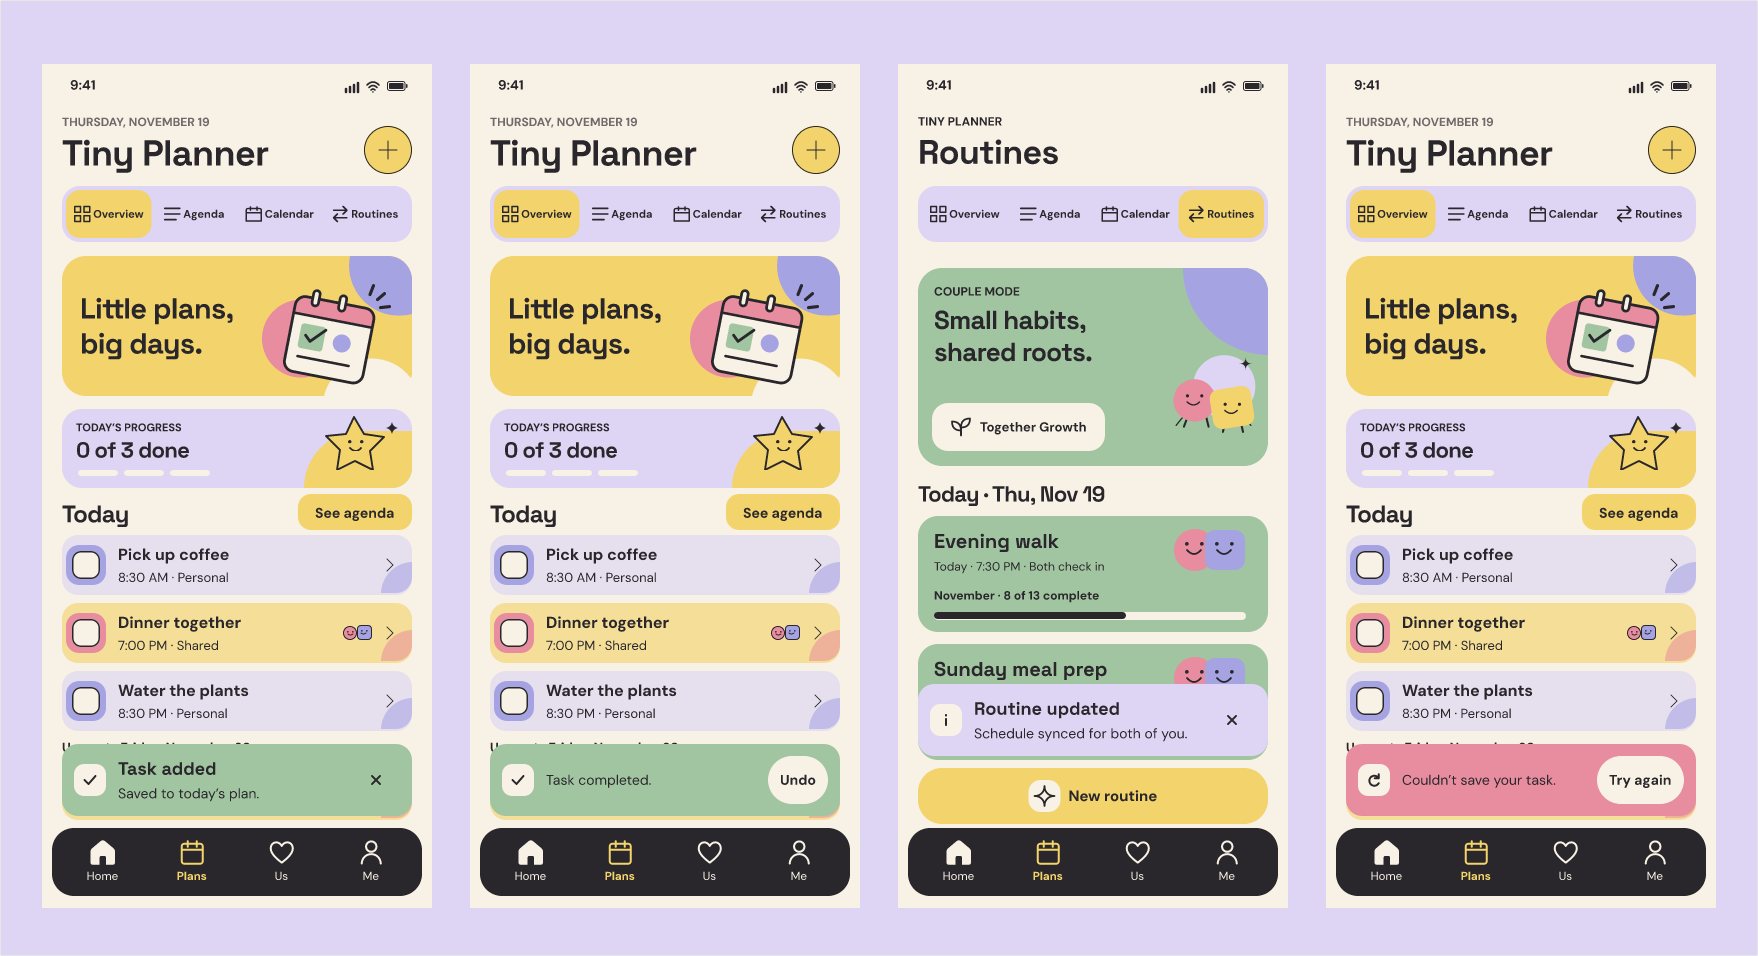 9:41
THURSDAY, NOVEMBER 19
Tiny Planner
Overview Agenda Calendar Routines
Little plans,
big days.
TODAY'S PROGRESS
0 of 3 done
Today
See agenda
Pick up coffee
8:30 AM · Personal
Dinner together
7:00 PM · Shared
Water the plants
8:30 PM · Personal
Task added
Saved to today's plan.
Home Plans Us Me
9:41
THURSDAY, NOVEMBER 19
Tiny Planner
Overview Agenda Calendar Routines
Little plans,
big days.
TODAY'S PROGRESS
0 of 3 done
Today
See agenda
Pick up coffee
8:30 AM · Personal
Dinner together
7:00 PM · Shared
Water the plants
8:30 PM · Personal
Task completed.
Undo
Home Plans Us Me
9:41
TINY PLANNER
Routines
Overview Agenda Calendar Routines
COUPLE MODE
Small habits,
shared roots.
Together Growth
Today · Thu, Nov 19
Evening walk
Today · 7:30 PM · Both check in
November · 8 of 13 complete
Sunday meal prep
Routine updated
Schedule synced for both of you.
New routine
Home Plans Us Me
9:41
THURSDAY, NOVEMBER 19
Tiny Planner
Overview Agenda Calendar Routines
Little plans,
big days.
TODAY'S PROGRESS
0 of 3 done
Today
See agenda
Pick up coffee
8:30 AM · Personal
Dinner together
7:00 PM · Shared
Water the plants
8:30 PM · Personal
Couldn't save your task.
Try again
Home Plans Us Me